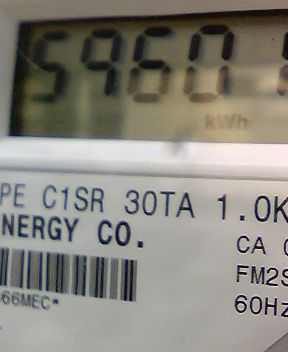 5960
kWh
PE C1SR 30TA 1.0K
NERGY CO.
CA
FM2S
66MEC*
60Hz